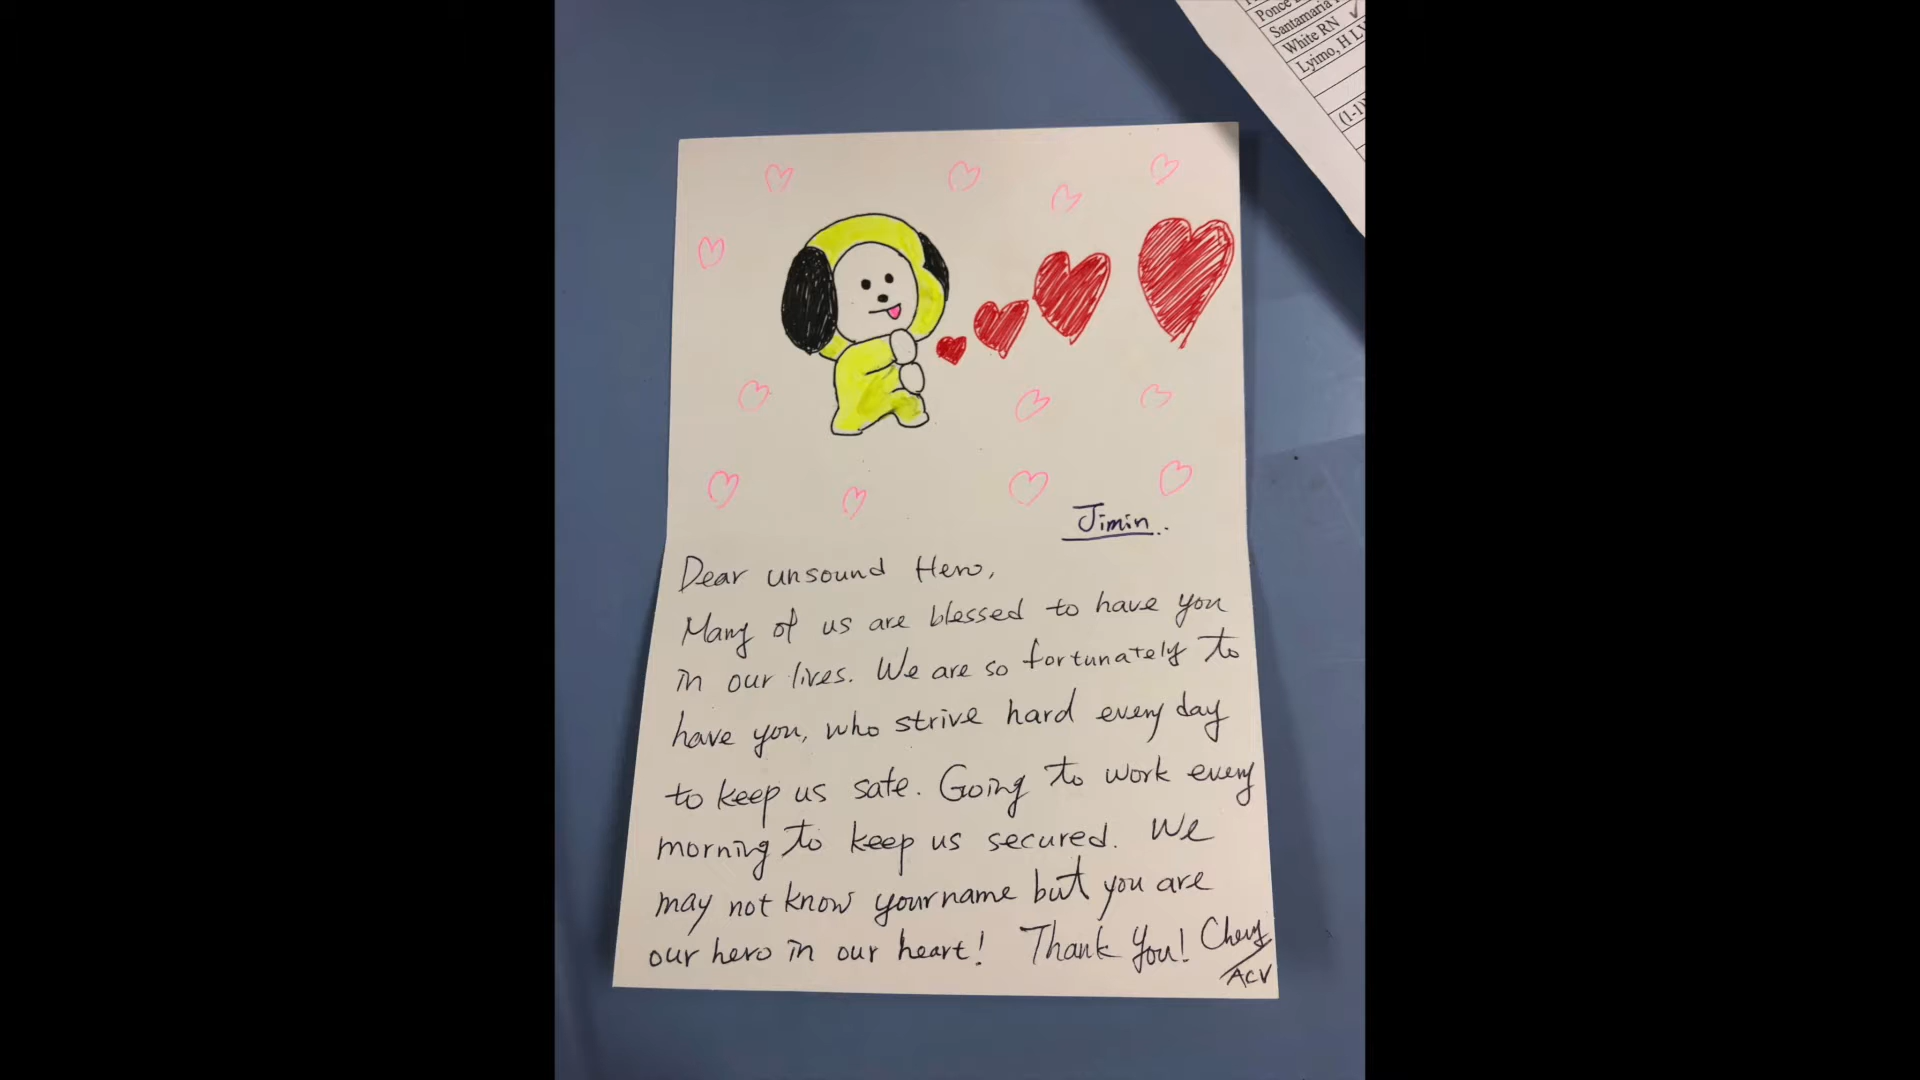 Ponce
Santamaria
White RN ✓
Lyimo, H LV
(1-1)
Jimin.
Dear unsound Hero,
Many of us are blessed to have you
in our lives. We are so fortunately to
have you, who strive hard every day
to keep us safe. Going to work every
morning to keep us secured. We
may not know your name but you are
our hero in our heart! Thank You!
ACV